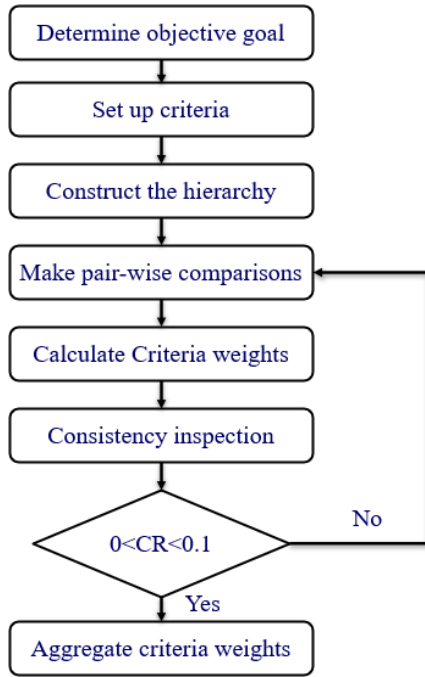 Determine objective goal
Set up criteria
Construct the hierarchy
Make pair-wise comparisons
Calculate Criteria weights
Consistency inspection
0<CR<0.1
No
Yes
Aggregate criteria weights